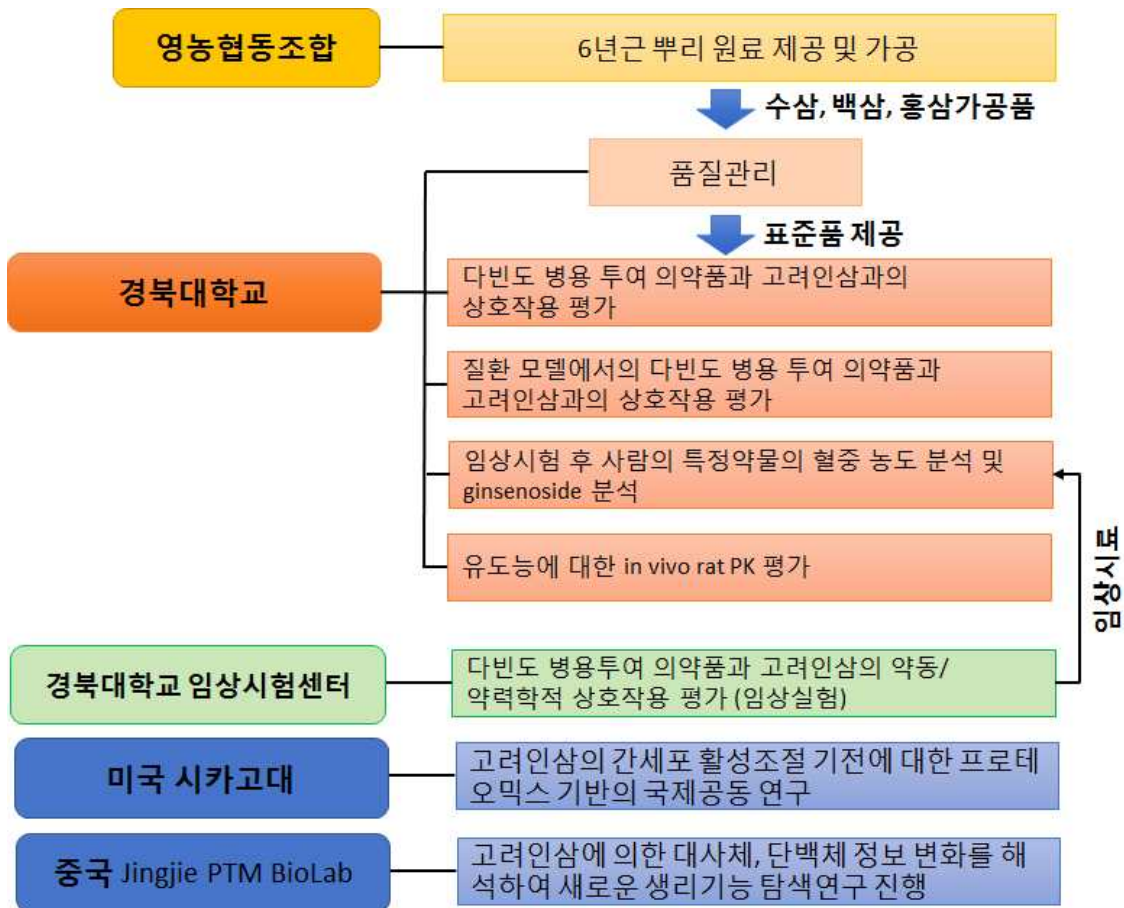 영농협동조합
6년근 뿌리 원료 제공 및 가공
수삼, 백삼, 홍삼가공품
품질관리
표준품 제공
경북대학교
다빈도 병용 투여 의약품과 고려인삼과의
상호작용 평가
질환 모델에서의 다빈도 병용 투여 의약품과
고려인삼과의 상호작용 평가
임상시험 후 사람의 특정약물의 혈중 농도 분석 및
ginsenoside 분석
유도능에 대한 in vivo rat PK 평가
임상시료
경북대학교 임상시험센터
다빈도 병용투여 의약품과 고려인삼의 약동/
약력학적 상호작용 평가 (임상실험)
미국 시카고대
고려인삼의 간세포 활성조절 기전에 대한 프로테
오믹스 기반의 국제공동 연구
중국 Jingjie PTM BioLab
고려인삼에 의한 대사체, 단백체 정보 변화를 해
석하여 새로운 생리기능 탐색연구 진행